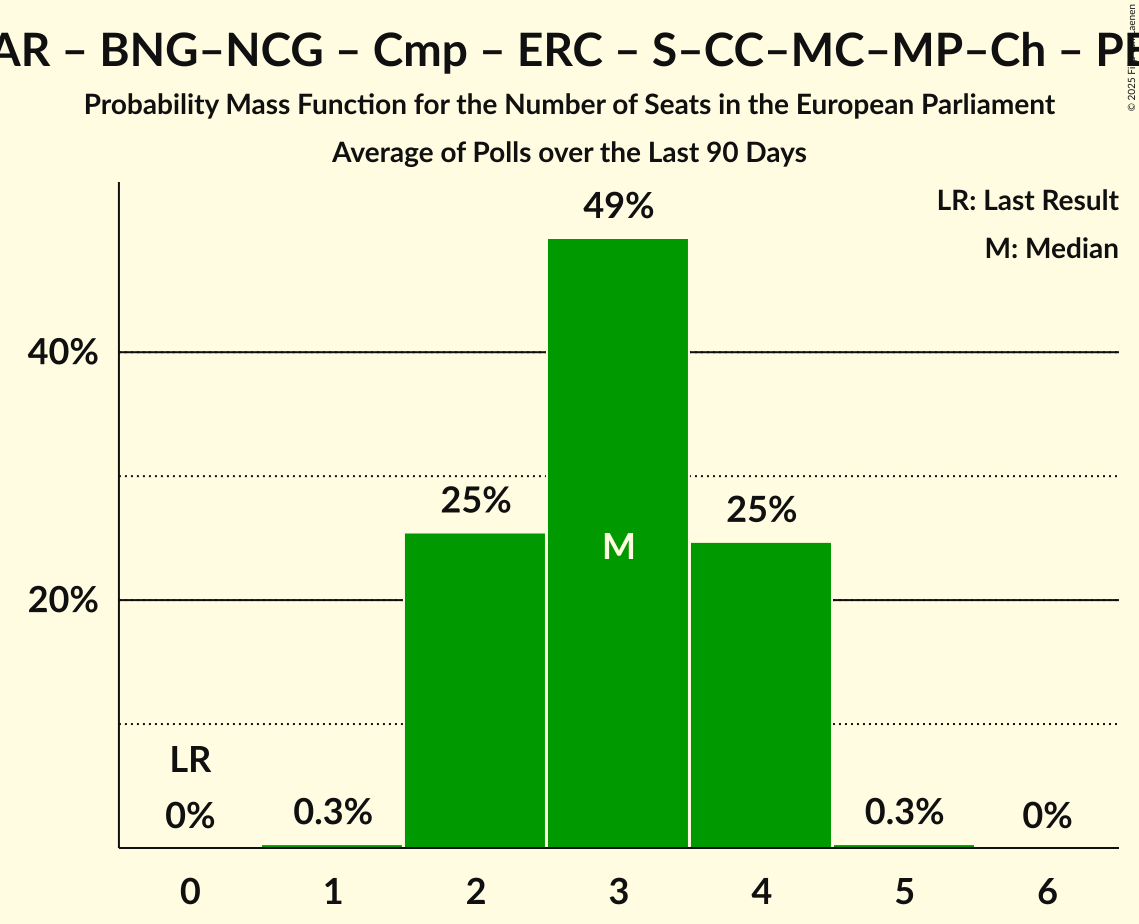 AR – BNG–NCG – Cmp – ERC – S–CC–MC–MP–Ch –
Probability Mass Function for the Number of Seats in the European Parliament
Average of Polls over the Last 90 Days
© 2025
LR: Last Result
M: Median
49%
40%
25%
25%
M
20%
LR
0%
0.3%
0.3%
0%
0 1 2 3 4 5 6